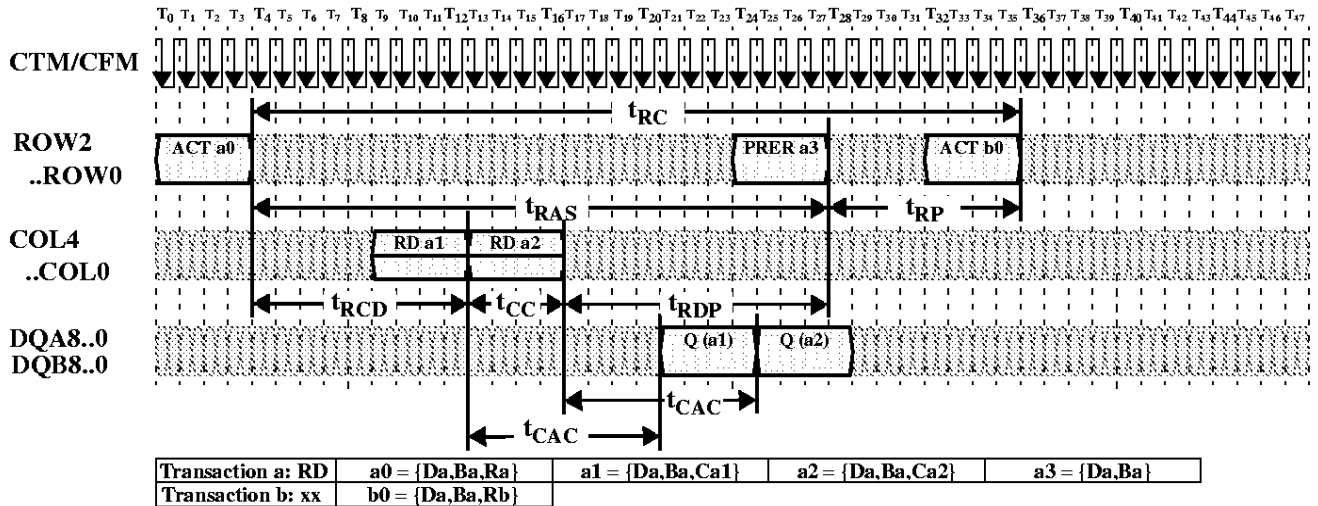 T0 T1 T2 T3 T4 T5 T6 T7 T8 T9 T10 T11 T12 T13 T14 T15 T16 T17 T18 T19 T20 T21 T22 T23 T24 T25 T26 T27 T28 T29 T30 T31 T32 T33 T34 T35 T36 T37 T38 T39 T40 T41 T42 T43 T44 T45 T46 T47
CTM/CFM
tRC
ROW2
..ROW0
ACT a0 PRER a3 ACT b0
tRAS tRP
COL4
..COL0
RD a1 RD a2
tRCD tCC tRDP
DQA8..0
DQB8..0
Q (a1) Q (a2)
tCAC
tCAC
Transaction a: RD a0 = {Da,Ba,Ra} a1 = {Da,Ba,Ca1} a2 = {Da,Ba,Ca2} a3 = {Da,Ba}
Transaction b: xx b0 = {Da,Ba,Rb}